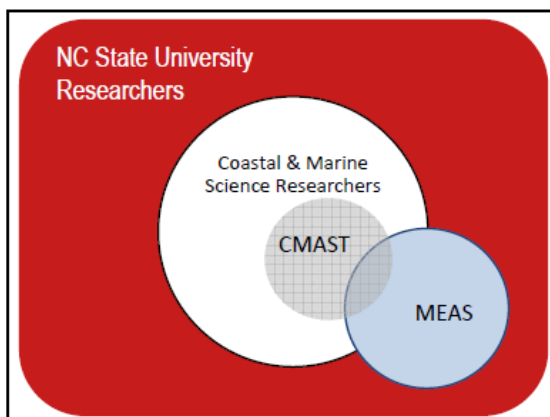 NC State University
Researchers
Coastal & Marine
Science Researchers
CMAST
MEAS